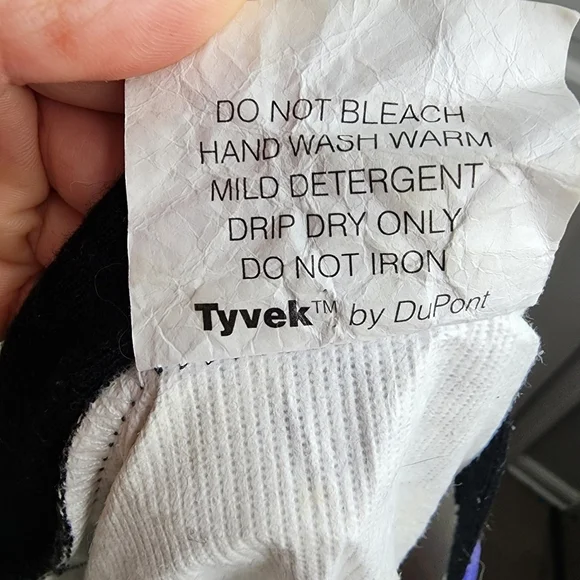 DO NOT BLEACH
HAND WASH WARM
MILD DETERGENT
DRIP DRY ONLY
DO NOT IRON
Tyvek™ by DuPont